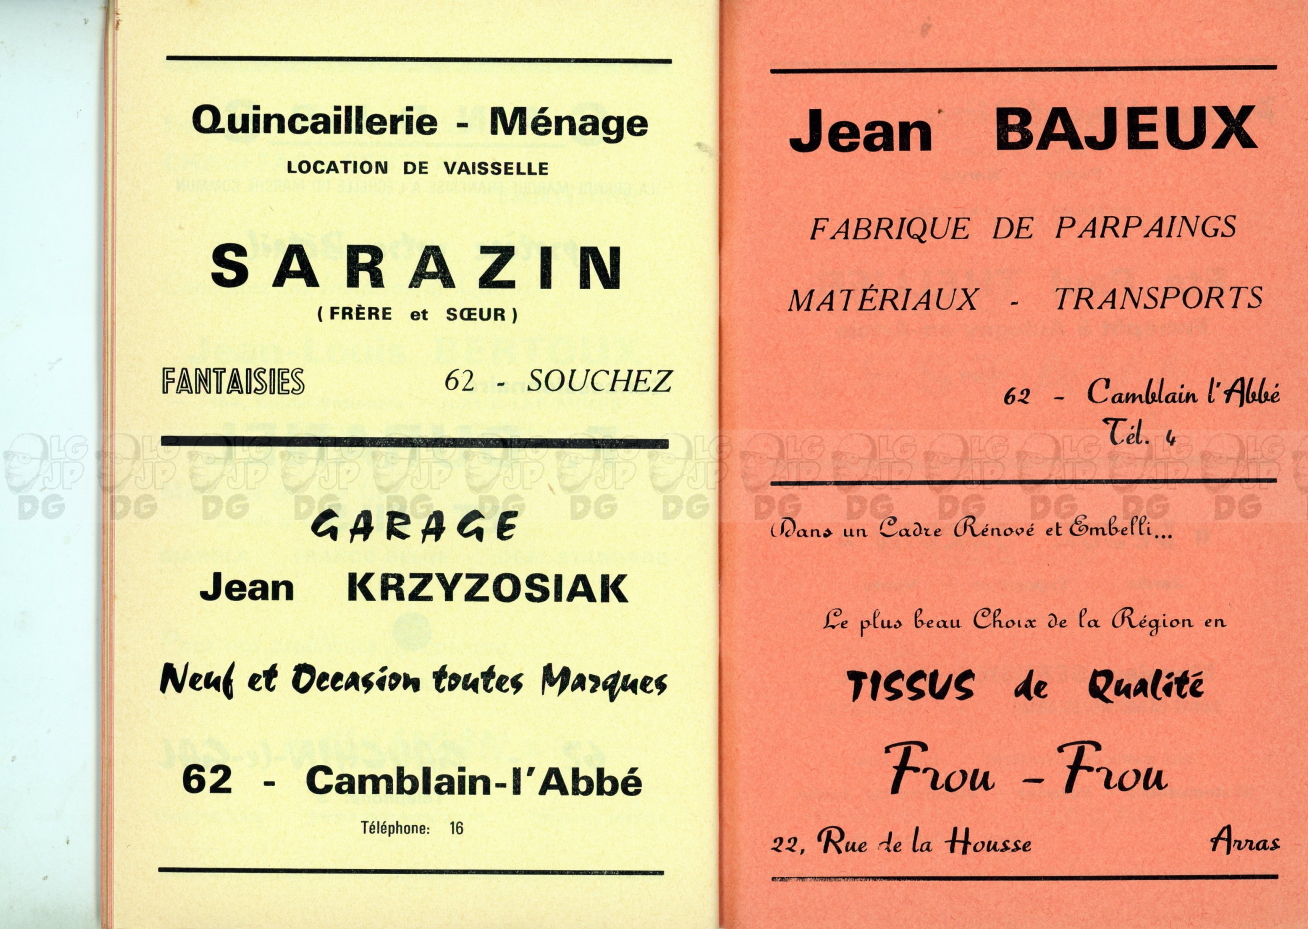 Quincaillerie - Ménage
LOCATION DE VAISSELLE
SARAZIN
(FRÈRE et SŒUR)
FANTAISIES 62 - SOUCHEZ
GARAGE
Jean KRZYZOSIAK
Neuf et Occasion toutes Marques
62 - Camblain-l'Abbé
Téléphone: 16
Jean BAJEUX
FABRIQUE DE PARPAINGS
MATÉRIAUX - TRANSPORTS
62 - Camblain l'Abbé
Tél. 4
Dans un Cadre Rénové et Embelli...
Le plus beau Choix de la Région en
TISSUS de Qualité
Frou - Frou
22, Rue de la Housse Arras
LG JP DG